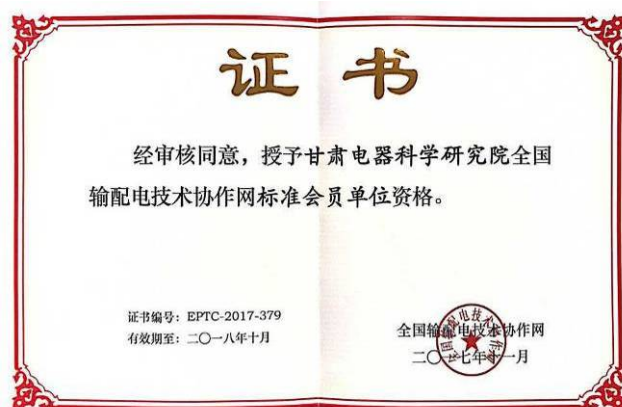 证书
经审核同意，授予甘肃电器科学研究院全国
输配电技术协作网标准会员单位资格。
证书编号：EPTC-2017-379
有效期至：二〇一八年十月
全国输配电技术协作网
二〇一七年十一月